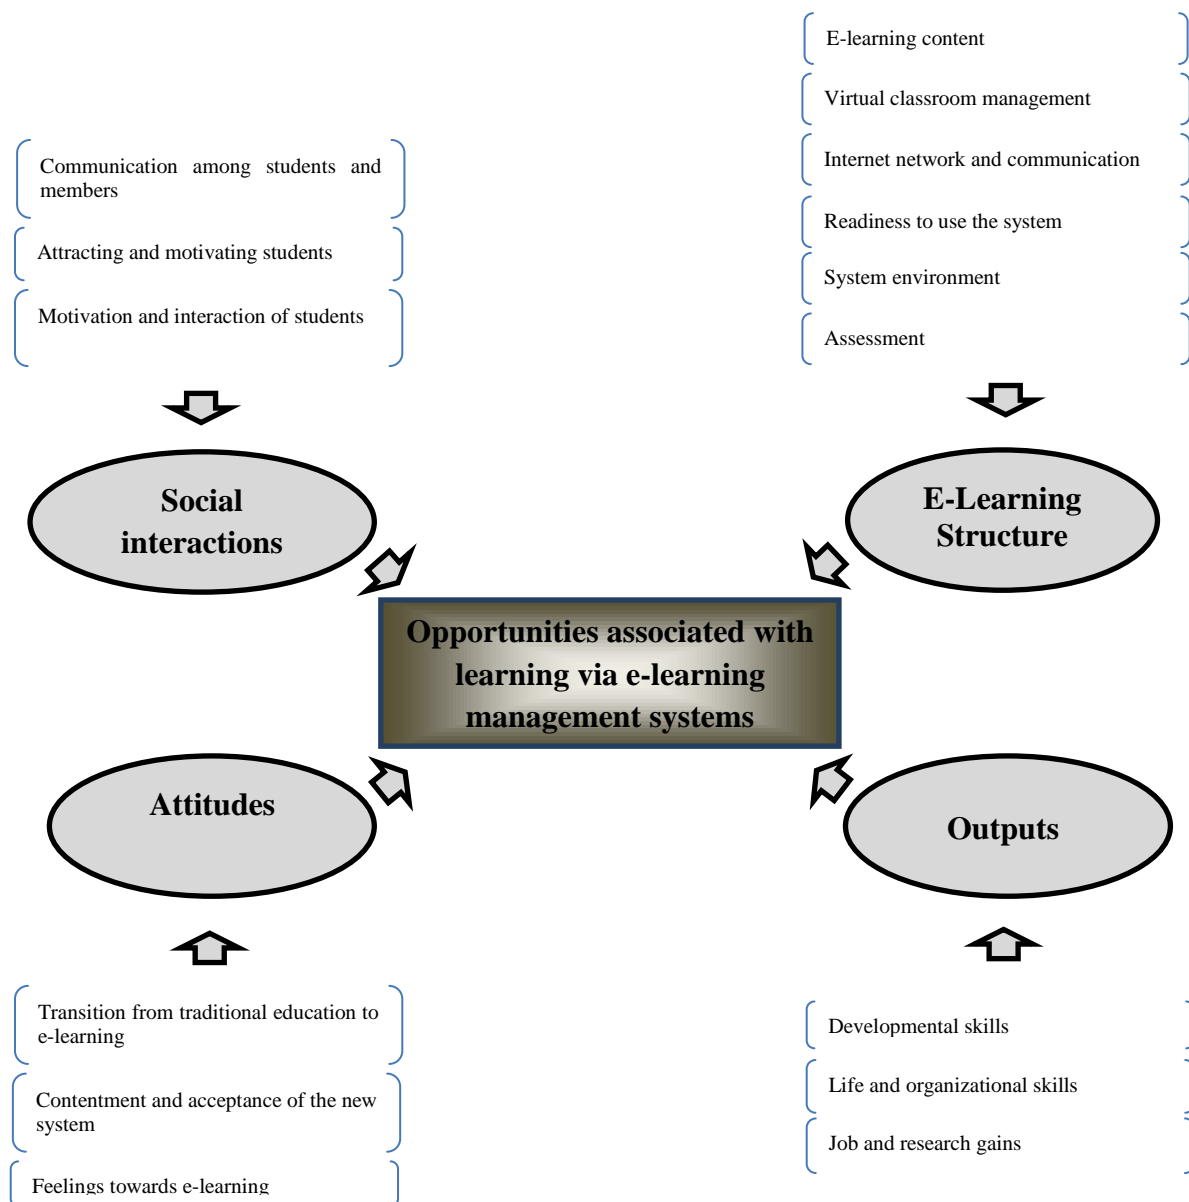 E-learning content
Virtual classroom management
Internet network and communication
Readiness to use the system
System environment
Assessment
Communication among students and
members
Attracting and motivating students
Motivation and interaction of students
Social
interactions
E-Learning
Structure
Opportunities associated with
learning via e-learning
management systems
Attitudes
Outputs
Transition from traditional education to
e-learning
Contentment and acceptance of the new
system
Feelings towards e-learning
Developmental skills
Life and organizational skills
Job and research gains